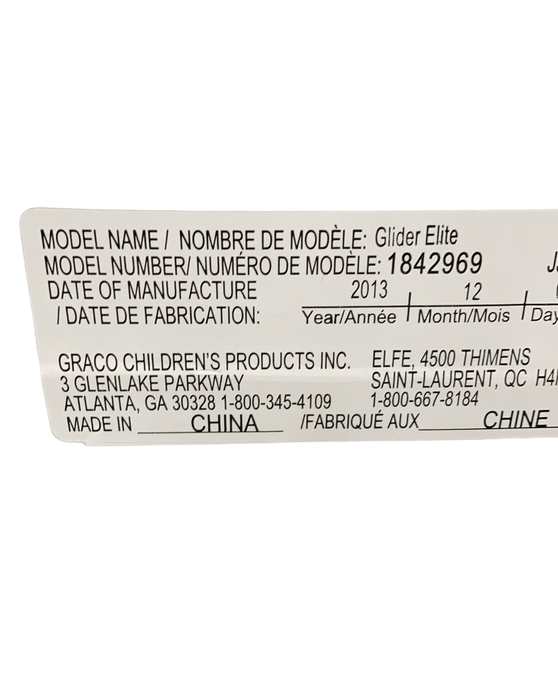 MODEL NAME / NOMBRE DE MODÈLE: Glider Elite
MODEL NUMBER/ NUMÉRO DE MODÈLE: 1842969
DATE OF MANUFACTURE 2013 12
/ DATE DE FABRICATION: Year/Année Month/Mois Day
GRACO CHILDREN'S PRODUCTS INC. ELFE, 4500 THIMENS
3 GLENLAKE PARKWAY SAINT-LAURENT, QC
ATLANTA, GA 30328 1-800-345-4109 1-800-667-8184
MADE IN CHINA /FABRIQUÉ AUX CHINE